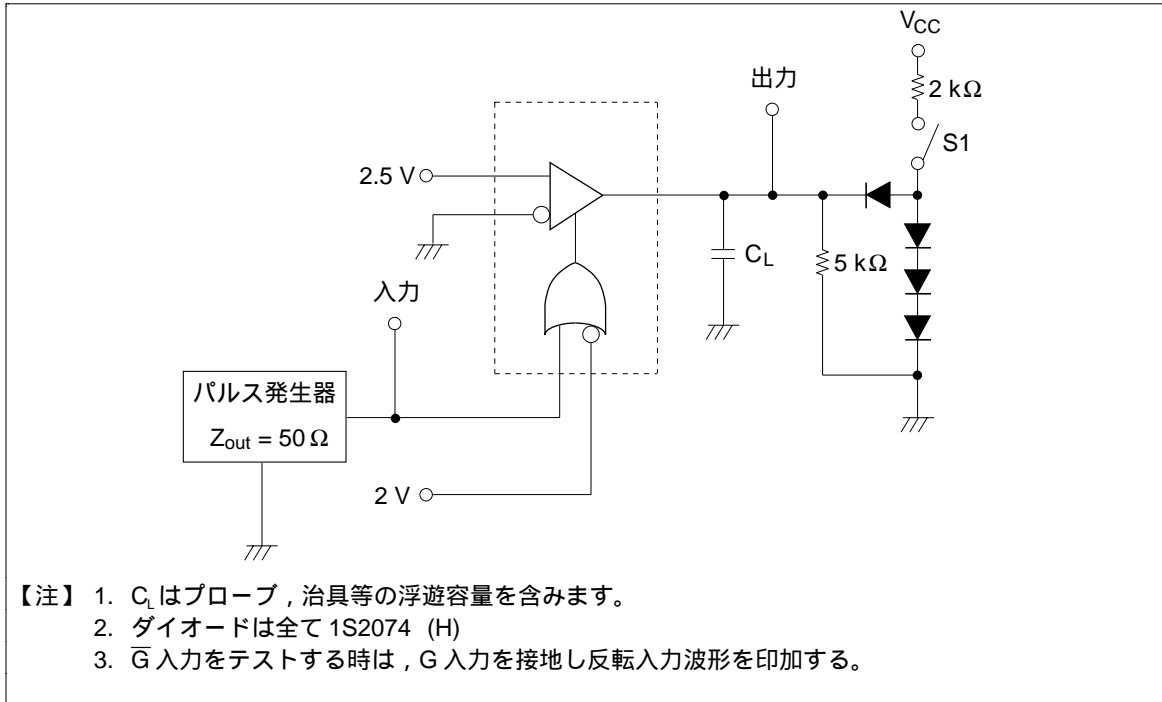 VCC
2 kΩ
出力
S1
2.5 V
CL
5 kΩ
入力
パルス発生器
Zout = 50 Ω
2 V
【注】 1. CLはプローブ , 治具等の浮遊容量を含みます。
2. ダイオードは全て 1S2074 (H)
3. G̅ 入力をテストする時は , G 入力を接地し反転入力波形を印加する。